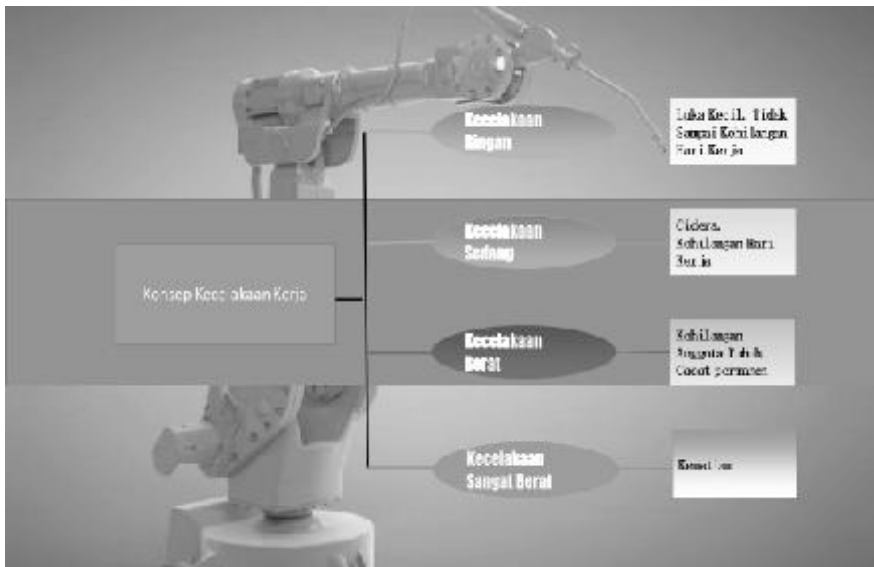 Konsep Kecelakaan Kerja
Kecelakaan
Ringan
Luka Kecil, Tidak
Sampai Kehilangan
Hari Kerja
Kecelakaan
Sedang
Cidera,
Kehilangan Hari
Kerja
Kecelakaan
Berat
Kehilangan
Anggota Tubuh
Cacat permanen
Kecelakaan
Sangat Berat
Kematian